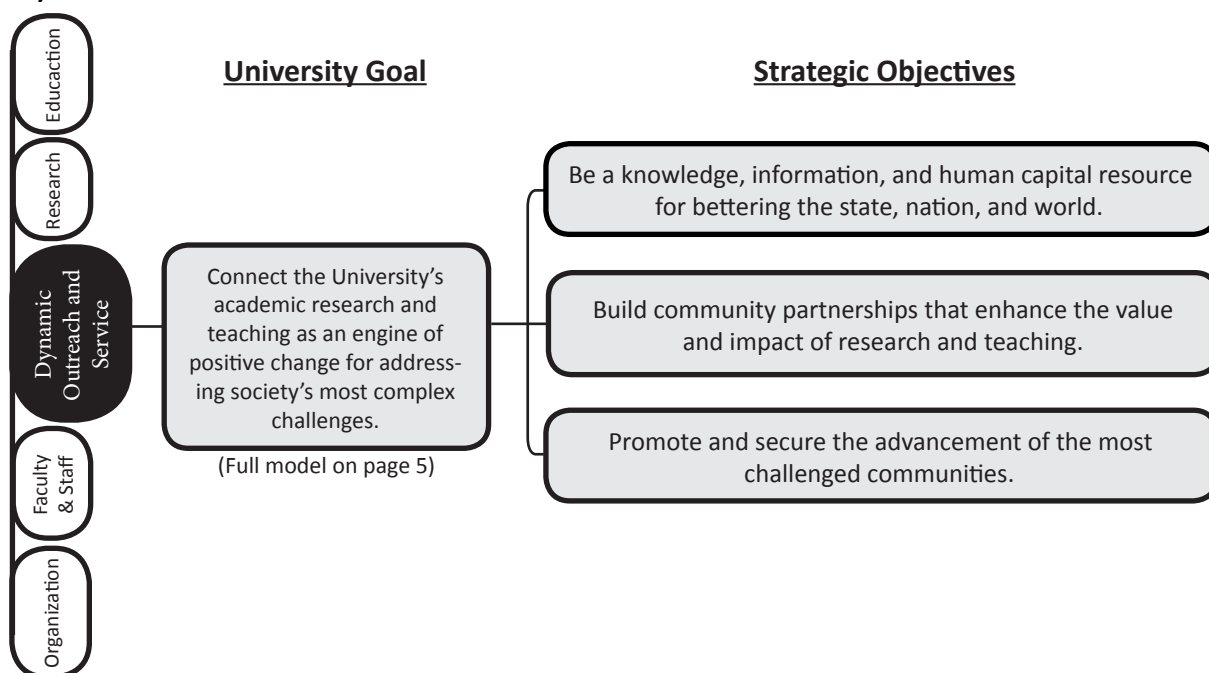 Educaction
Research
Dynamic
Outreach and
Service
Faculty
& Staff
Organization
University Goal
Connect the University’s
academic research and
teaching as an engine of
positive change for address-
ing society’s most complex
challenges.
(Full model on page 5)
Strategic Objectives
Be a knowledge, information, and human capital resource
for bettering the state, nation, and world.
Build community partnerships that enhance the value
and impact of research and teaching.
Promote and secure the advancement of the most
challenged communities.